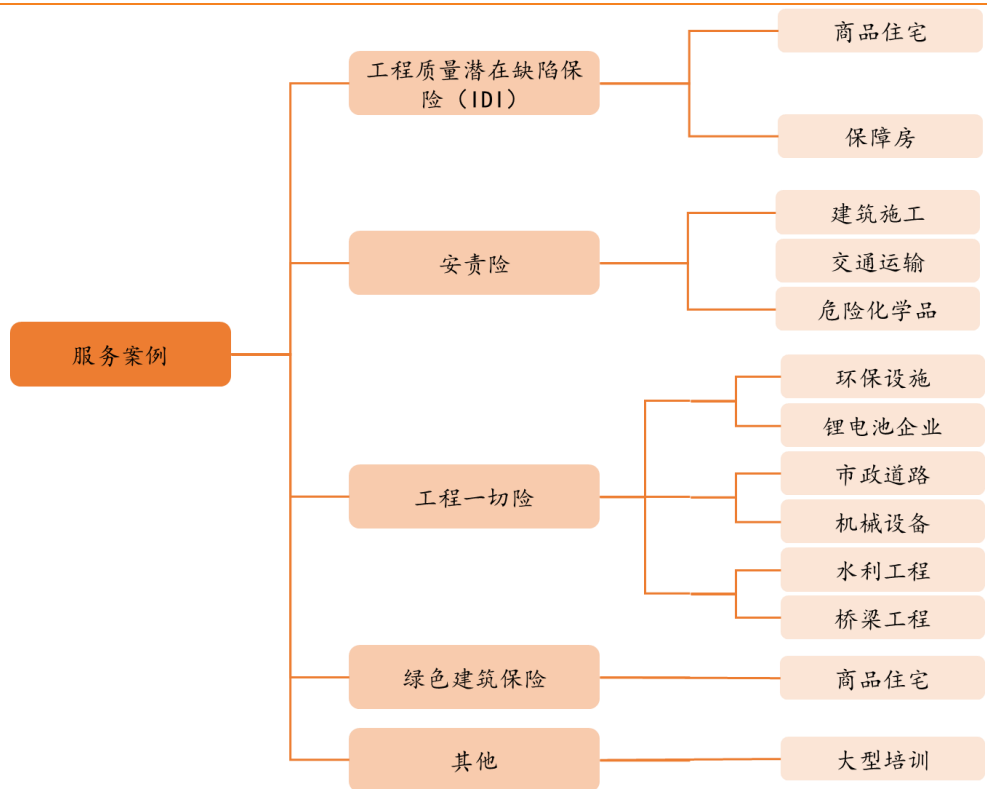 服务案例
工程质量潜在缺陷保
险（IDI）
商品住宅
保障房
安责险
建筑施工
交通运输
危险化学品
工程一切险
环保设施
锂电池企业
市政道路
机械设备
水利工程
桥梁工程
绿色建筑保险
商品住宅
其他
大型培训